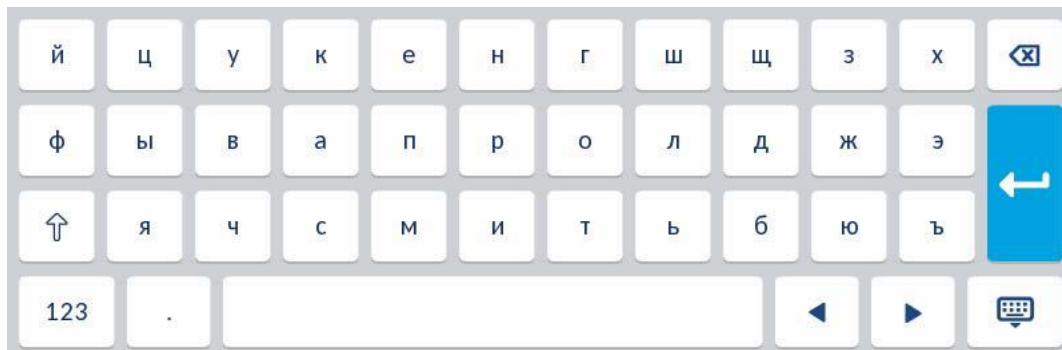 й ц у к е н г ш щ з х
ф ы в а п р о л д ж э
я ч с м и т ь б ю ъ
123 .